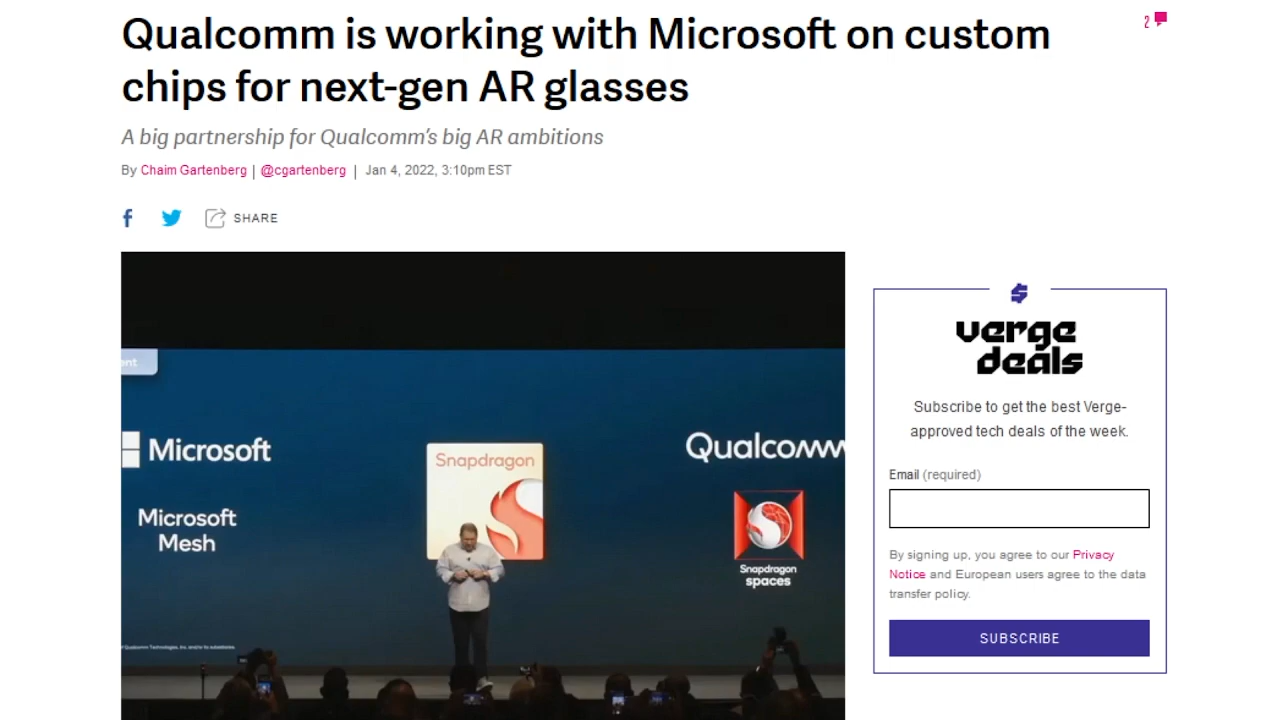 Qualcomm is working with Microsoft on custom
chips for next-gen AR glasses
2
A big partnership for Qualcomm's big AR ambitions
By Chaim Gartenberg | @cgartenberg | Jan 4, 2022, 3:10pm EST
SHARE
ent
Microsoft
Microsoft
Mesh
Snapdragon
Qualcomm
Snapdragon
spaces
verge
deals
Subscribe to get the best Verge-
approved tech deals of the week.
Email (required)
By signing up, you agree to our Privacy
Notice and European users agree to the data
transfer policy.
SUBSCRIBE